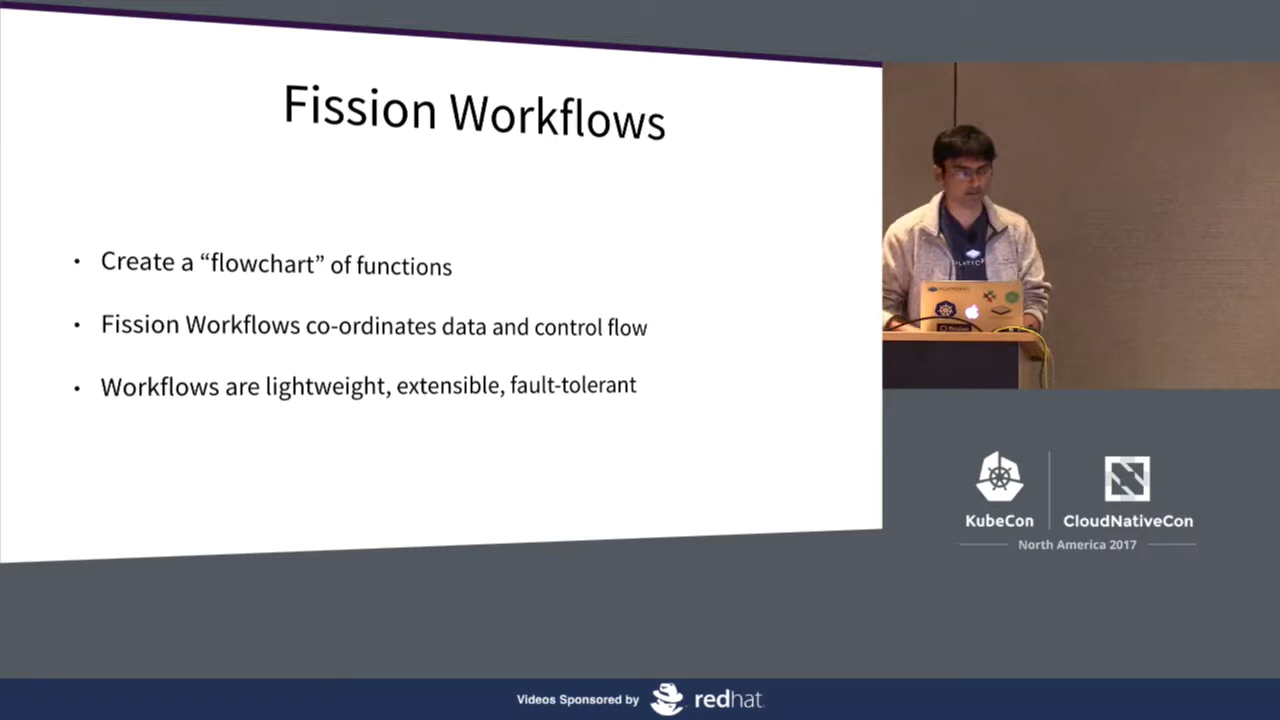 Fission Workflows
• Create a “flowchart” of functions
• Fission Workflows co-ordinates data and control flow
• Workflows are lightweight, extensible, fault-tolerant
fission
KubeCon
CloudNativeCon
North America 2017
Videos Sponsored by
redhat.